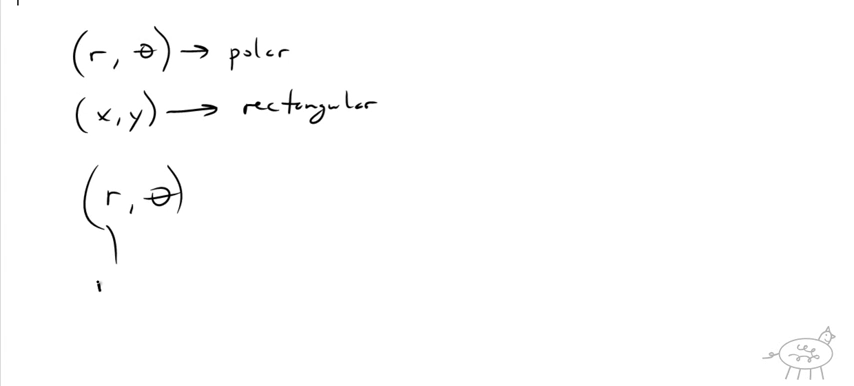 (r, θ) → polar
(x, y) → rectangular
(r, θ)